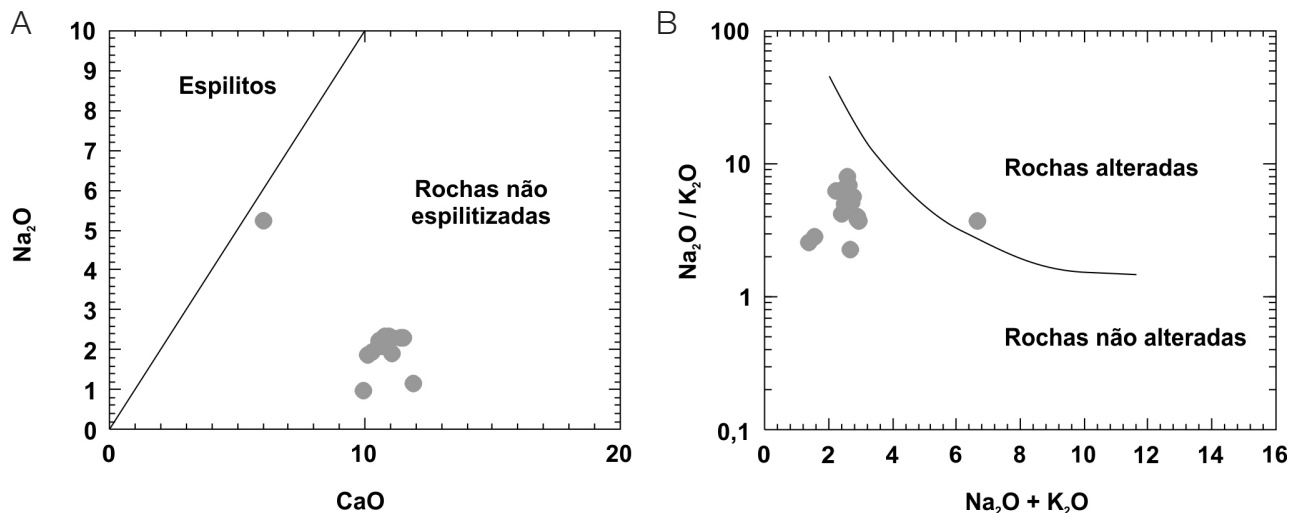 A
10
9
8
7
6
5
4
3
2
1
0
Na₂O
Espilitos
Rochas não
espilitizadas
0
10
20
CaO
B
100
10
1
0,1
Na₂O / K₂O
Rochas alteradas
Rochas não alteradas
0
2
4
6
8
10
12
14
16
Na₂O + K₂O